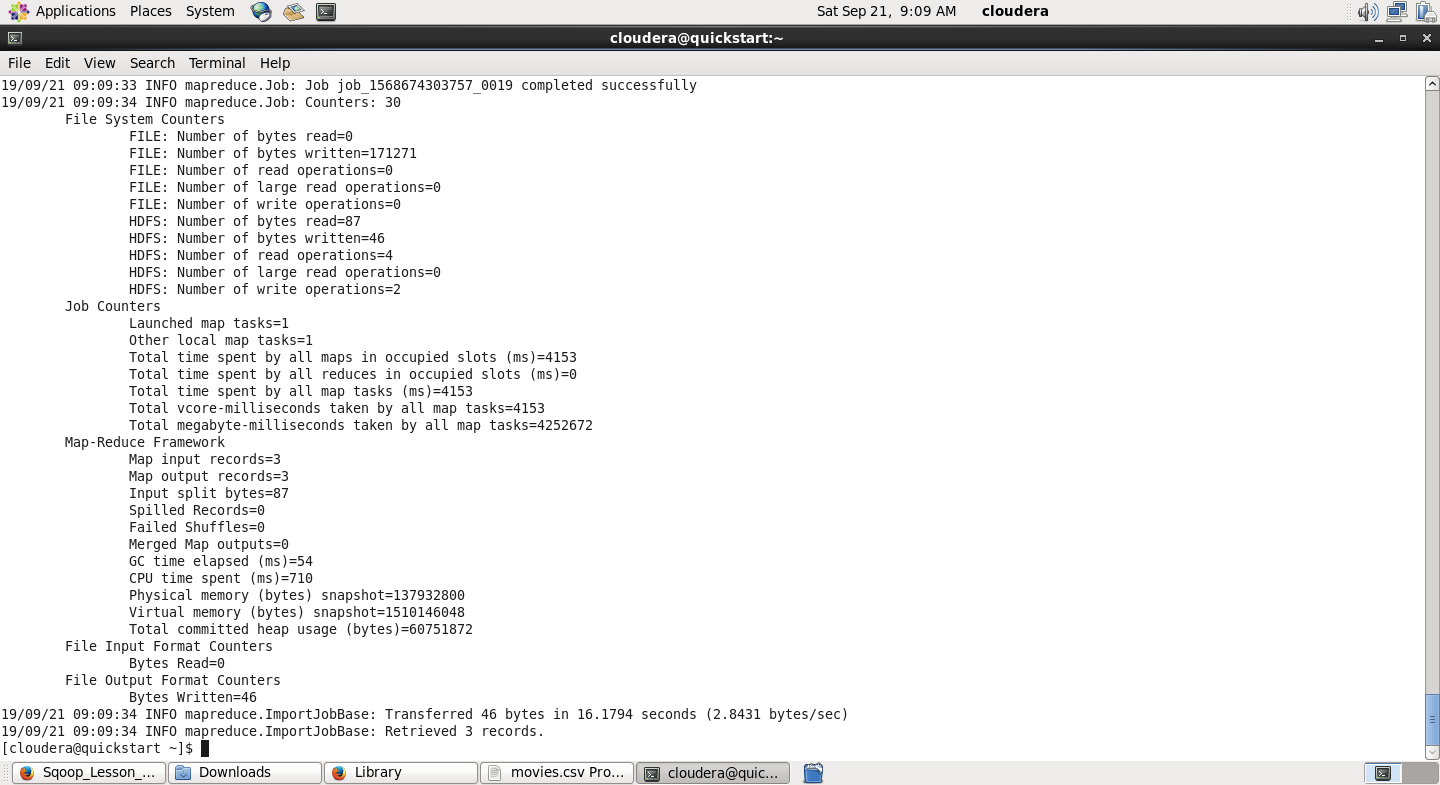 Applications Places System Sat Sep 21, 9:09 AM cloudera
cloudera@quickstart:~
File Edit View Search Terminal Help
19/09/21 09:09:33 INFO mapreduce.Job: Job job_1568674303757_0019 completed successfully
19/09/21 09:09:34 INFO mapreduce.Job: Counters: 30
File System Counters
FILE: Number of bytes read=0
FILE: Number of bytes written=171271
FILE: Number of read operations=0
FILE: Number of large read operations=0
FILE: Number of write operations=0
HDFS: Number of bytes read=87
HDFS: Number of bytes written=46
HDFS: Number of read operations=4
HDFS: Number of large read operations=0
HDFS: Number of write operations=2
Job Counters
Launched map tasks=1
Other local map tasks=1
Total time spent by all maps in occupied slots (ms)=4153
Total time spent by all reduces in occupied slots (ms)=0
Total time spent by all map tasks (ms)=4153
Total vcore-milliseconds taken by all map tasks=4153
Total megabyte-milliseconds taken by all map tasks=4252672
Map-Reduce Framework
Map input records=3
Map output records=3
Input split bytes=87
Spilled Records=0
Failed Shuffles=0
Merged Map outputs=0
GC time elapsed (ms)=54
CPU time spent (ms)=710
Physical memory (bytes) snapshot=137932800
Virtual memory (bytes) snapshot=1510146048
Total committed heap usage (bytes)=60751872
File Input Format Counters
Bytes Read=0
File Output Format Counters
Bytes Written=46
19/09/21 09:09:34 INFO mapreduce.ImportJobBase: Transferred 46 bytes in 16.1794 seconds (2.8431 bytes/sec)
19/09/21 09:09:34 INFO mapreduce.ImportJobBase: Retrieved 3 records.
[cloudera@quickstart ~]$
Sqoop_Lesson_... Downloads Library movies.csv Pro... cloudera@quic...